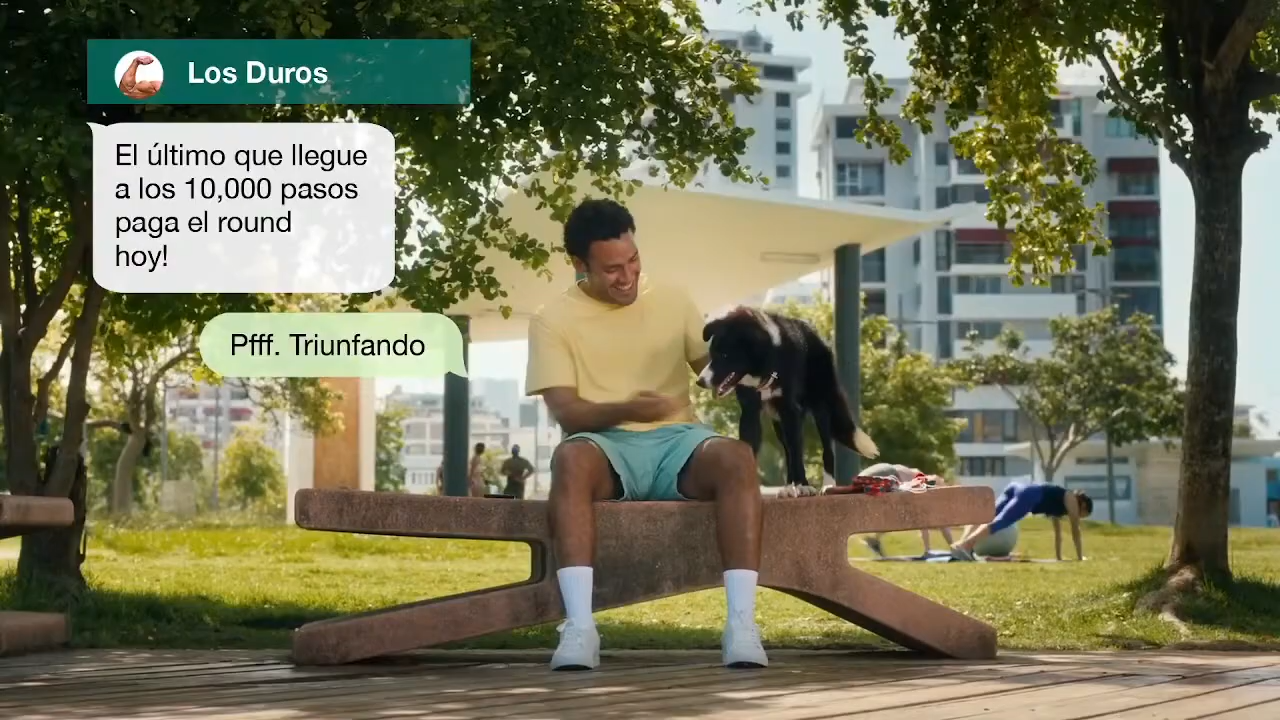 Los Duros
El último que llegue
a los 10,000 pasos
paga el round
hoy!
Pfff. Triunfando